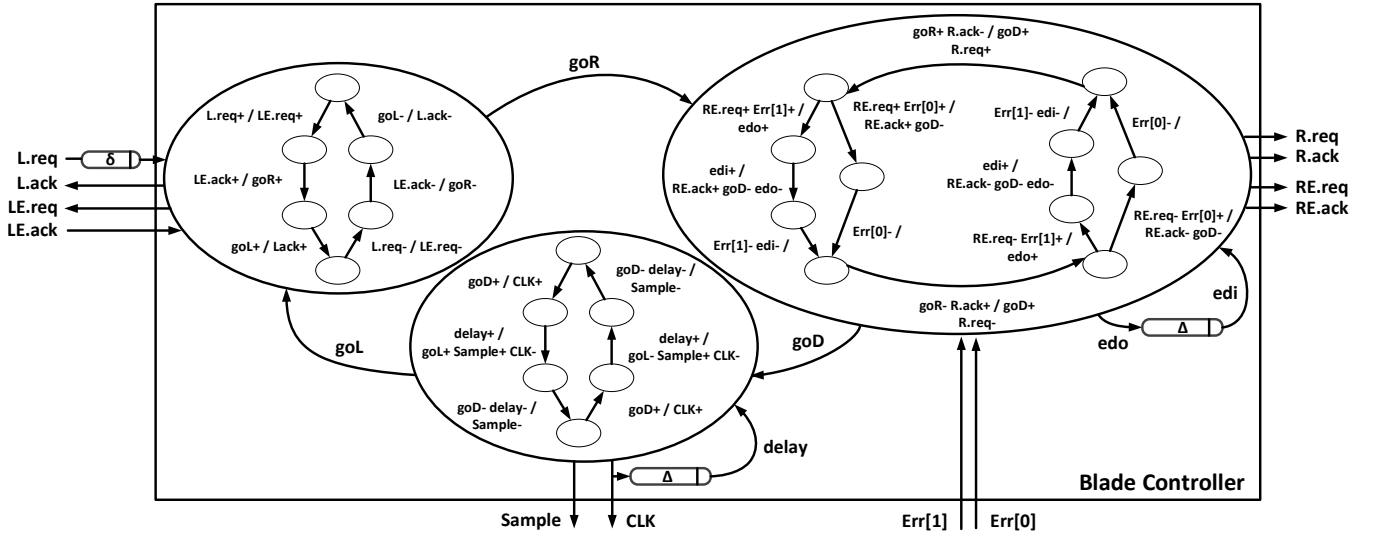 goR
L.req
δ
L.ack
LE.req
LE.ack
L.req+ / LE.req+
goL- / L.ack-
LE.ack+ / goR+
LE.ack- / goR-
goL+ / Lack+
L.req- / LE.req-
goR+ R.ack- / goD+
R.req+
RE.req+ Err[1]+ /
edo+
RE.req+ Err[0]+ /
RE.ack+ goD-
edi+ /
RE.ack+ goD- edo-
Err[1]- edi- /
Err[0]- /
Err[1]- edi- /
Err[0]- /
edi+ /
RE.ack- goD- edo-
RE.req- Err[1]+ /
edo+
RE.req- Err[0]+ /
RE.ack- goD-
goR- R.ack+ / goD+
R.req-
R.req
R.ack
RE.req
RE.ack
edi
Δ
edo
goL
goD
goD+ / CLK+
goD- delay- /
Sample-
delay+ /
goL+ Sample+ CLK-
delay+ /
goL- Sample+ CLK-
goD- delay- /
Sample-
goD+ / CLK+
delay
Δ
Blade Controller
Sample
CLK
Err[1]
Err[0]